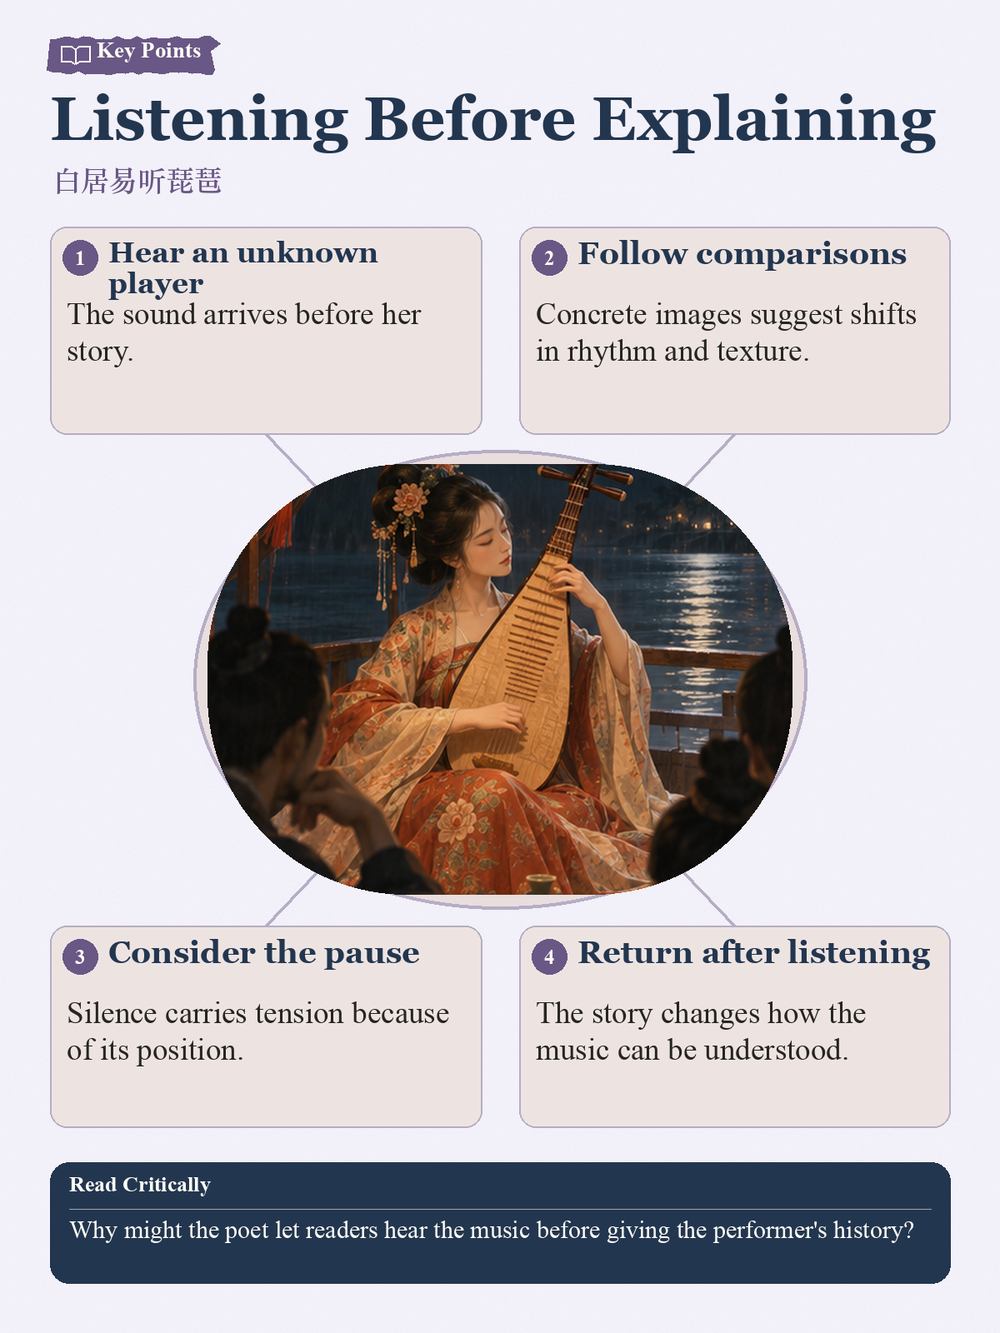 Key Points
Listening Before Explaining
白居易听琵琶
1 Hear an unknown
player
The sound arrives before her
story.
2 Follow comparisons
Concrete images suggest shifts
in rhythm and texture.
3 Consider the pause
Silence carries tension because
of its position.
4 Return after listening
The story changes how the
music can be understood.
Read Critically
Why might the poet let readers hear the music before giving the performer's history?